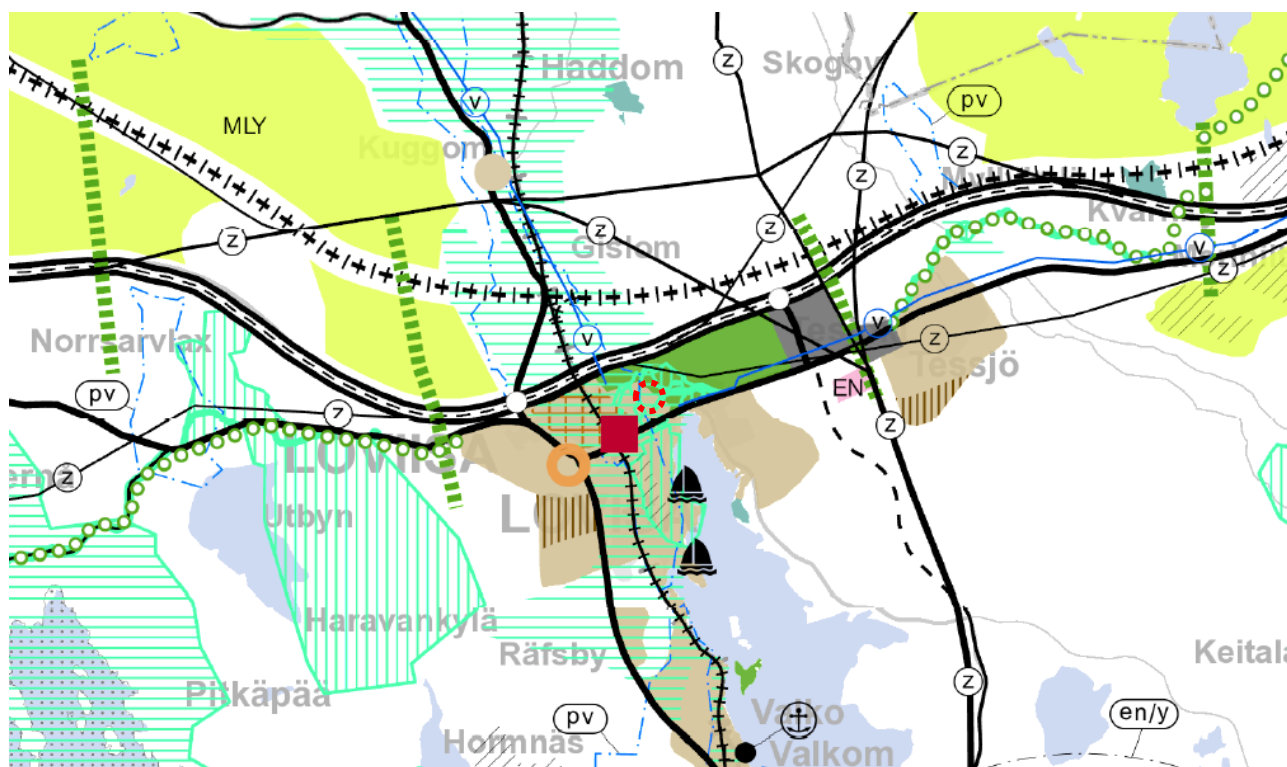 Haddom
Skogby
z
pv
v
MLY
Kuggom
z
z
z
z
z
z
Gislom
Kvarn
v
z
v
Norrsarvlax
v
z
Tessjö
pv
z
EN
z
LOVIISA
z
Utbyn
Haravankylä
Räfsby
Keitala
z
Pitkäpää
pv
Valko
en/y
Hormnäs
Valkom